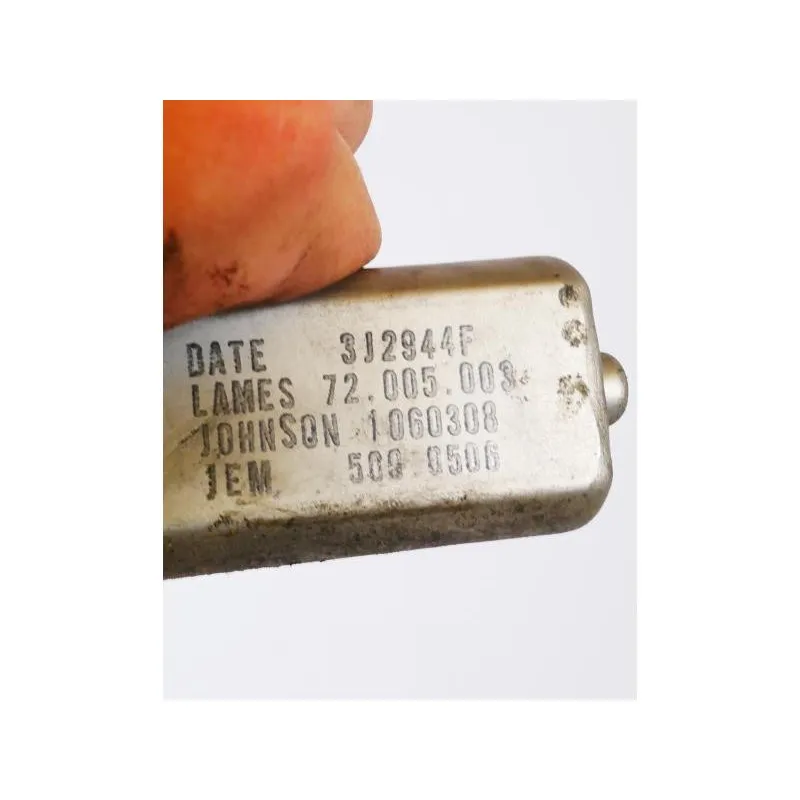 DATE 3J2944F
LAMES 72.005.003
JOHNSON 1060308
JEM 509 0506